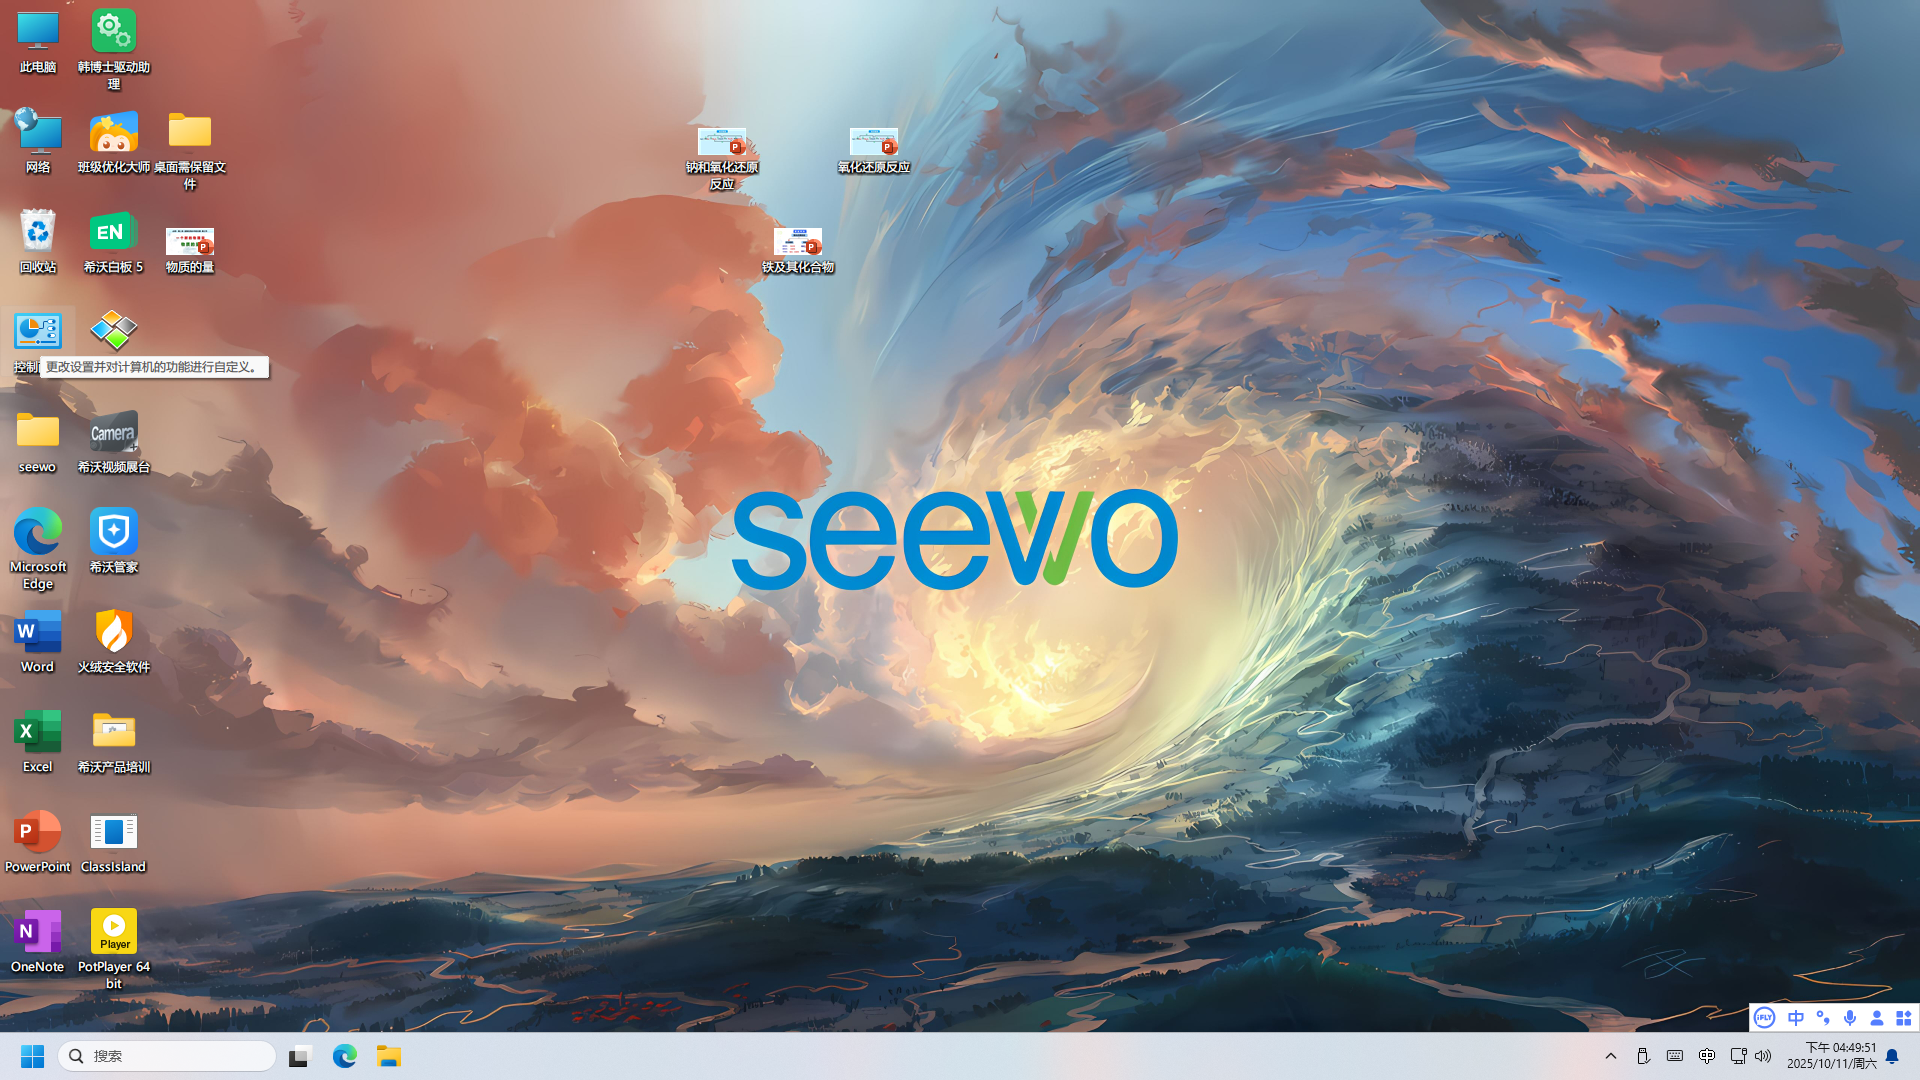 此电脑
韩博士驱动助
理
网络
班级优化大师
桌面需保留文
件
钠和氧化还原
反应
氧化还原反应
回收站
EN
希沃白板 5
物质的量
铁及其化合物
控制
更改设置并对计算机的功能进行自定义。
seewo
Camera
希沃视频展台
seewo
Microsoft
Edge
希沃管家
W
Word
火绒安全软件
X
Excel
希沃产品培训
P
PowerPoint
ClassIsland
N
OneNote
Player
PotPlayer 64
bit
iFLY
中
搜索
下午 04:49:51
2025/10/11/周六